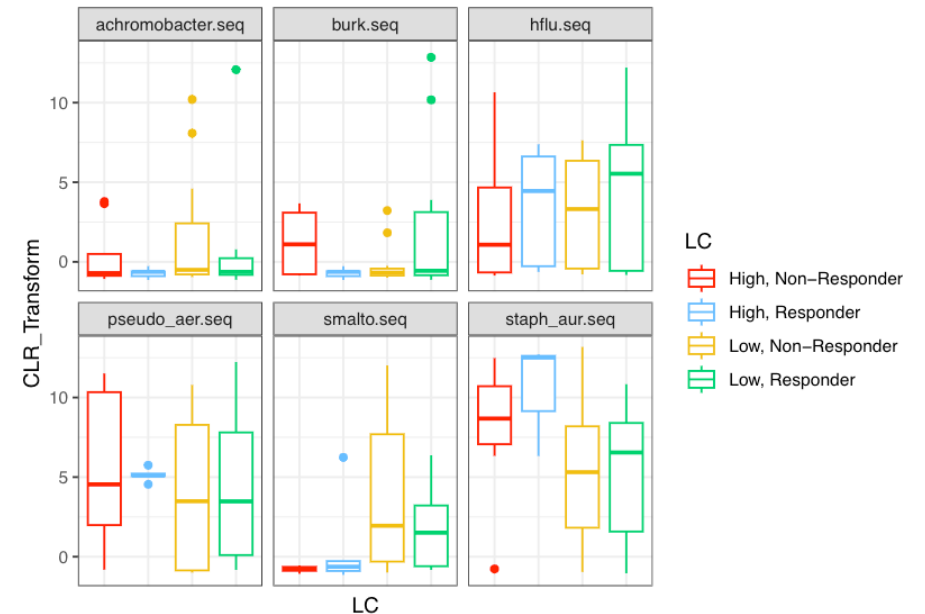 achromobacter.seq burk.seq hflu.seq
10
5
0
pseudo_aer.seq smalto.seq staph_aur.seq
10
5
0
CLR_Transform
LC
LC
High, Non−Responder
High, Responder
Low, Non−Responder
Low, Responder